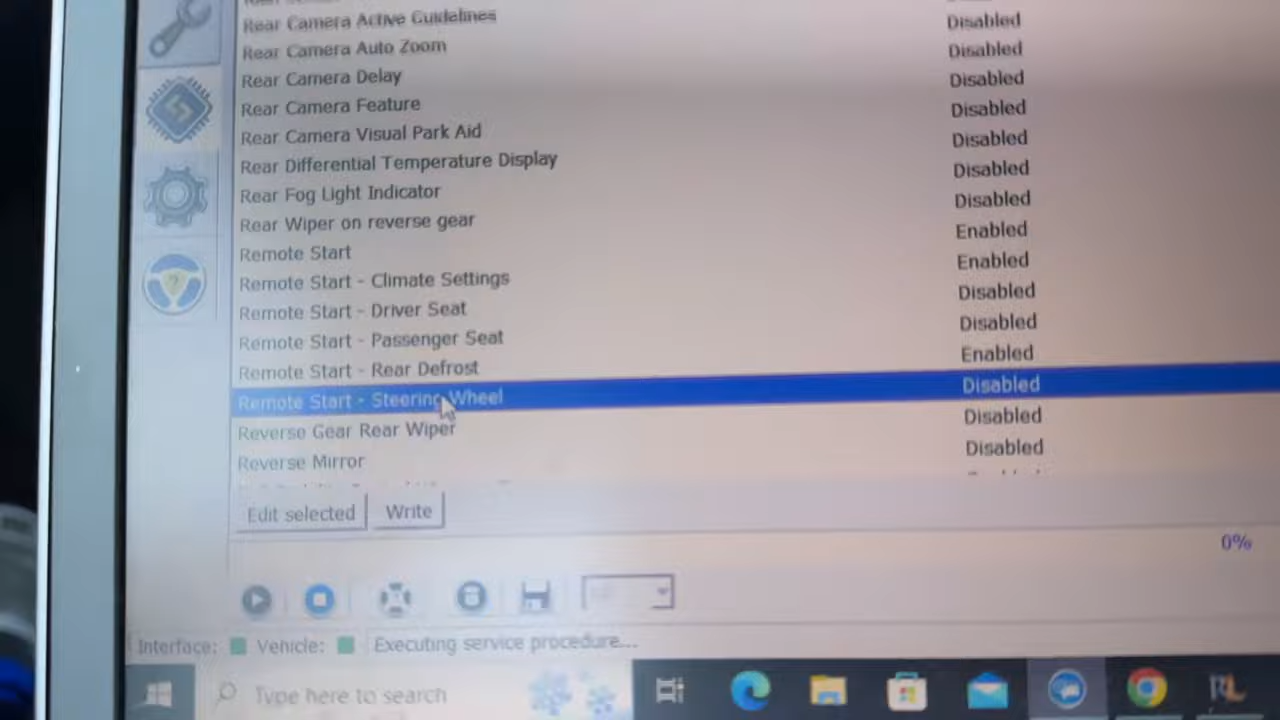 Rear Camera Active Guidelines
Rear Camera Auto Zoom Disabled
Rear Camera Delay Disabled
Rear Camera Feature Disabled
Rear Camera Visual Park Aid Disabled
Rear Differential Temperature Display Disabled
Rear Fog Light Indicator Disabled
Rear Wiper on reverse gear Disabled
Remote Start Enabled
Remote Start - Climate Settings Enabled
Remote Start - Driver Seat Disabled
Remote Start - Passenger Seat Disabled
Remote Start - Rear Defrost Enabled
Remote Start - Steering Wheel Disabled
Reverse Gear Rear Wiper Disabled
Reverse Mirror Disabled
Edit selected Write
0%
Interface: Vehicle: Executing service procedure...
Type here to search